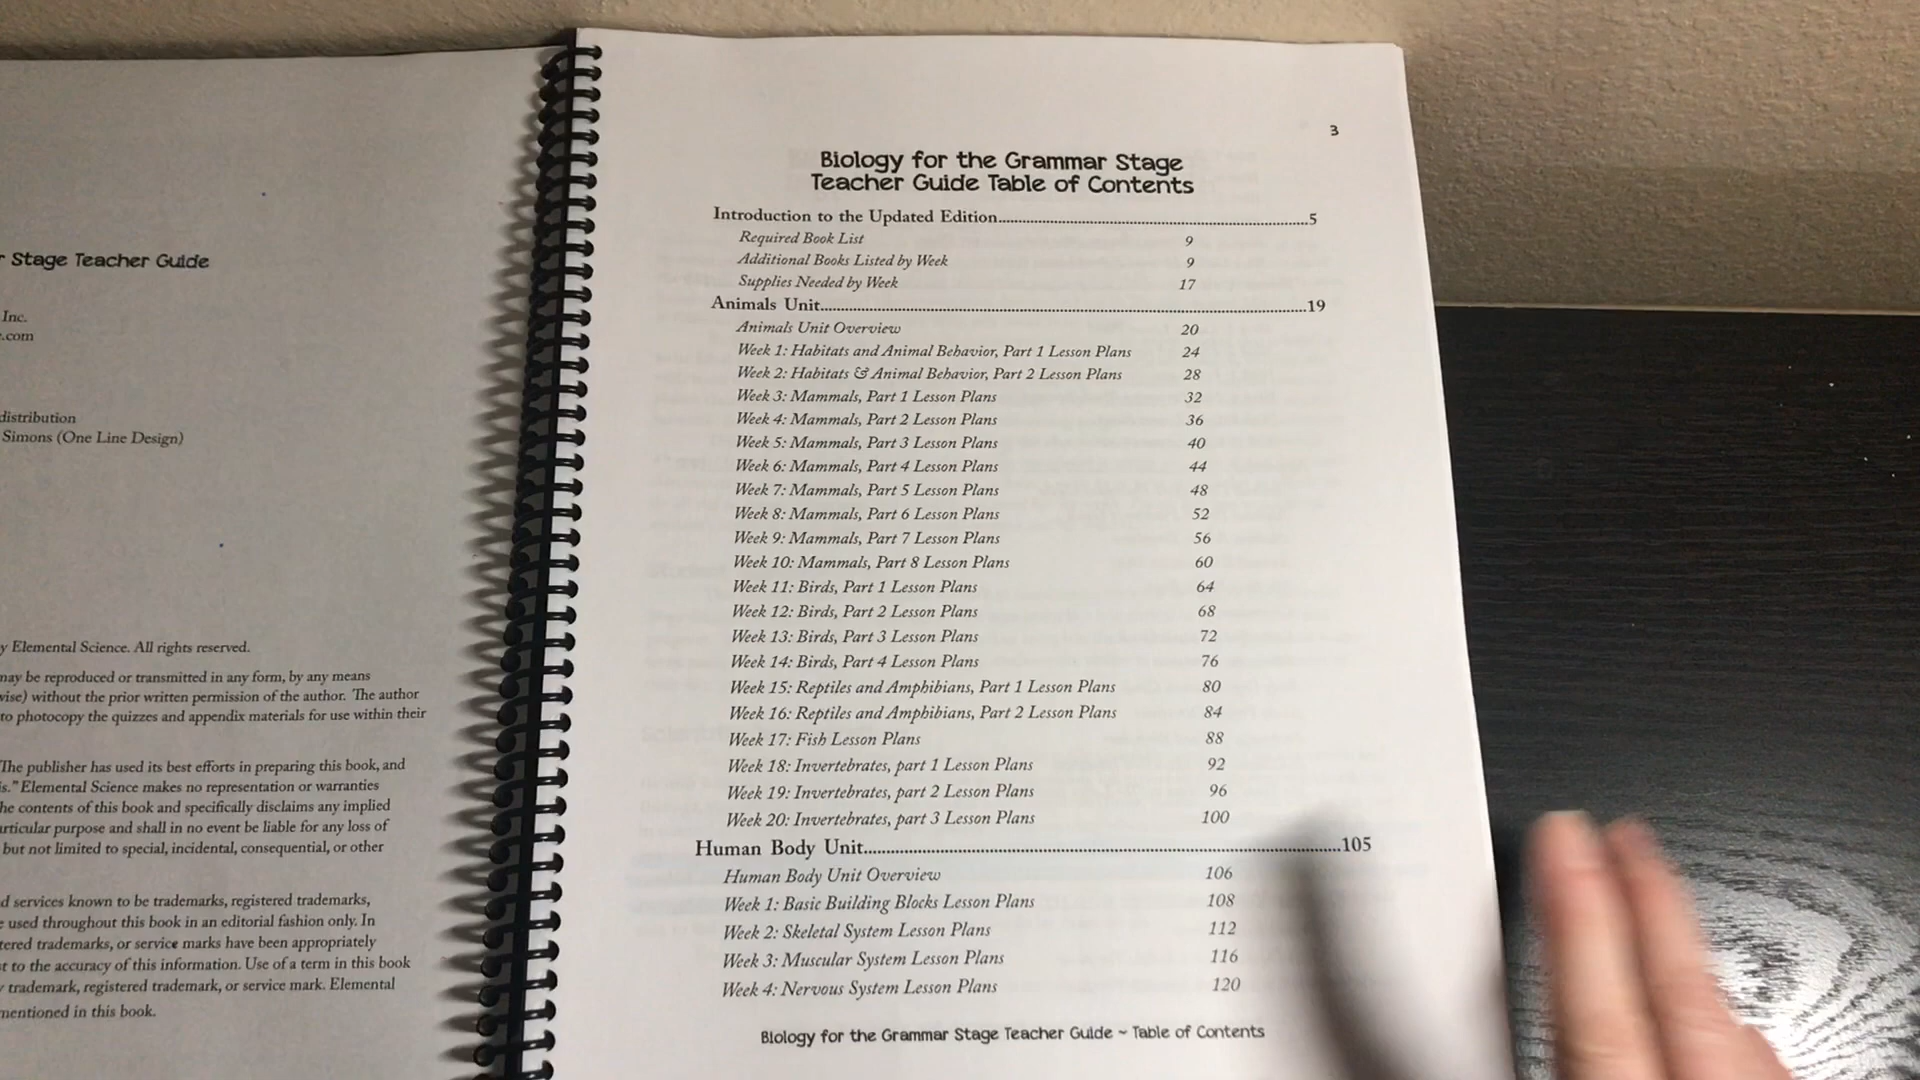 r Stage Teacher Guide
Inc.
.com
distribution
Simons (One Line Design)
y Elemental Science. All rights reserved.
may be reproduced or transmitted in any form, by any means
wise) without the prior written permission of the author. The author
to photocopy the quizzes and appendix materials for use within their
The publisher has used its best efforts in preparing this book, and
is." Elemental Science makes no representation or warranties
he contents of this book and specifically disclaims any implied
articular purpose and shall in no event be liable for any loss of
but not limited to special, incidental, consequential, or other
d services known to be trademarks, registered trademarks,
e used throughout this book in an editorial fashion only. In
tered trademarks, or service marks have been appropriately
t to the accuracy of this information. Use of a term in this book
y trademark, registered trademark, or service mark. Elemental
mentioned in this book.
3
Biology for the Grammar Stage
Teacher Guide Table of Contents
Introduction to the Updated Edition 5
Required Book List 9
Additional Books Listed by Week 9
Supplies Needed by Week 17
Animals Unit 19
Animals Unit Overview 20
Week 1: Habitats and Animal Behavior, Part 1 Lesson Plans 24
Week 2: Habitats & Animal Behavior, Part 2 Lesson Plans 28
Week 3: Mammals, Part 1 Lesson Plans 32
Week 4: Mammals, Part 2 Lesson Plans 36
Week 5: Mammals, Part 3 Lesson Plans 40
Week 6: Mammals, Part 4 Lesson Plans 44
Week 7: Mammals, Part 5 Lesson Plans 48
Week 8: Mammals, Part 6 Lesson Plans 52
Week 9: Mammals, Part 7 Lesson Plans 56
Week 10: Mammals, Part 8 Lesson Plans 60
Week 11: Birds, Part 1 Lesson Plans 64
Week 12: Birds, Part 2 Lesson Plans 68
Week 13: Birds, Part 3 Lesson Plans 72
Week 14: Birds, Part 4 Lesson Plans 76
Week 15: Reptiles and Amphibians, Part 1 Lesson Plans 80
Week 16: Reptiles and Amphibians, Part 2 Lesson Plans 84
Week 17: Fish Lesson Plans 88
Week 18: Invertebrates, part 1 Lesson Plans 92
Week 19: Invertebrates, part 2 Lesson Plans 96
Week 20: Invertebrates, part 3 Lesson Plans 100
Human Body Unit 105
Human Body Unit Overview 106
Week 1: Basic Building Blocks Lesson Plans 108
Week 2: Skeletal System Lesson Plans 112
Week 3: Muscular System Lesson Plans 116
Week 4: Nervous System Lesson Plans 120
Biology for the Grammar Stage Teacher Guide ~ Table of Contents